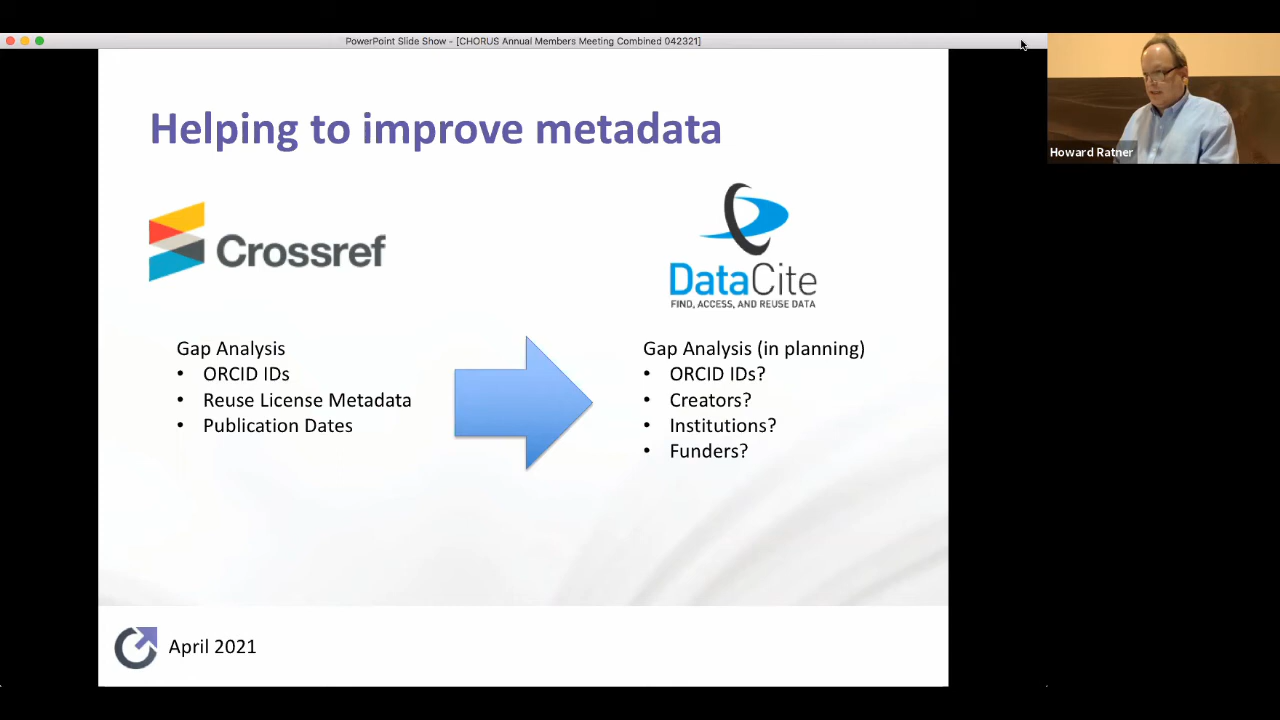 PowerPoint Slide Show - [CHORUS Annual Members Meeting Combined 042321]
Helping to improve metadata
Crossref
DataCite
FIND, ACCESS, AND REUSE DATA
Gap Analysis
• ORCID IDs
• Reuse License Metadata
• Publication Dates
Gap Analysis (in planning)
• ORCID IDs?
• Creators?
• Institutions?
• Funders?
April 2021
Howard Ratner